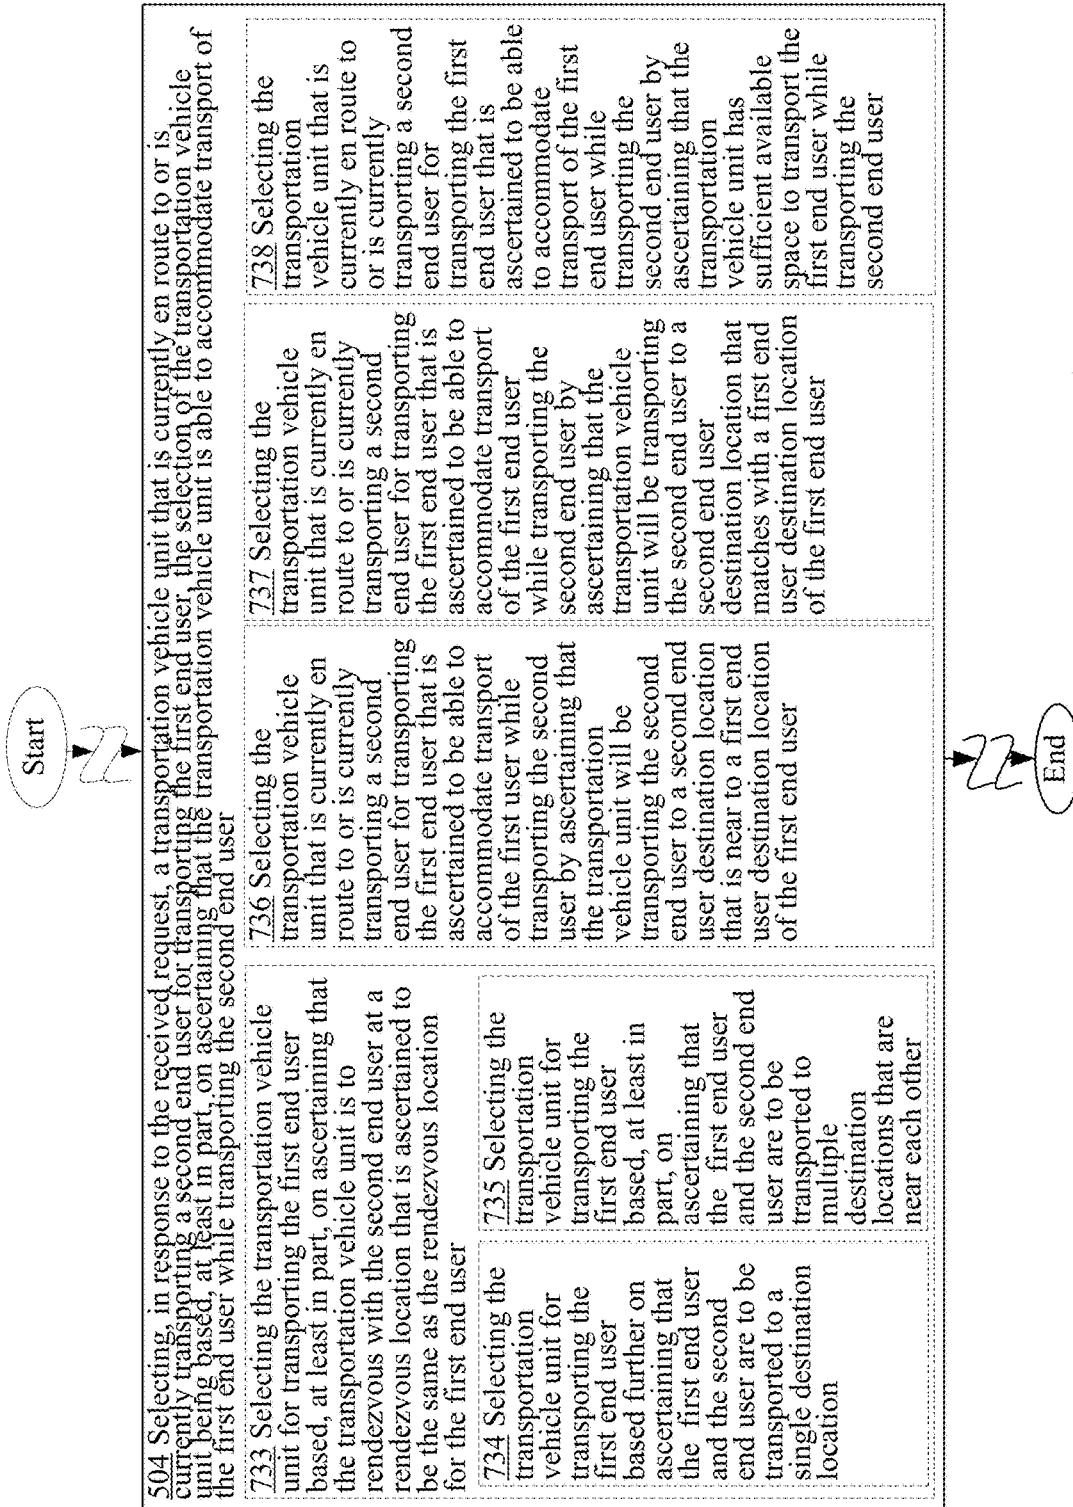 Start
504 Selecting, in response to the received request, a transportation vehicle unit that is currently en route to or is
currently transporting a second end user for transporting the first end user, the selection of the transportation vehicle
unit being based, at least in part, on ascertaining that the transportation vehicle unit is able to accommodate transport of
the first end user while transporting the second end user
733 Selecting the transportation vehicle
unit for transporting the first end user
based, at least in part, on ascertaining that
the transportation vehicle unit is to
rendezvous with the second end user at a
rendezvous location that is ascertained to
be the same as the rendezvous location
for the first end user
734 Selecting the
transportation
vehicle unit for
transporting the
first end user
based further on
ascertaining that
the first end user
and the second
end user are to be
transported to a
single destination
location
735 Selecting the
transportation
vehicle unit for
transporting the
first end user
based, at least in
part, on
ascertaining that
the first end user
and the second end
user are to be
transported to
multiple
destination
locations that are
near each other
736 Selecting the
transportation vehicle
unit that is currently en
route to or is currently
transporting a second
end user for transporting
the first end user that is
ascertained to be able to
accommodate transport
of the first user while
transporting the second
user by ascertaining that
the transportation
vehicle unit will be
transporting the second
end user to a second end
user destination location
that is near to a first end
user destination location
of the first end user
737 Selecting the
transportation vehicle
unit that is currently en
route to or is currently
transporting a second
end user for transporting
the first end user that is
ascertained to be able to
accommodate transport
of the first end user
while transporting the
second end user by
ascertaining that the
transportation vehicle
unit will be transporting
the second end user to a
second end user
destination location that
matches with a first end
user destination location
of the first end user
738 Selecting the
transportation
vehicle unit that is
currently en route to
or is currently
transporting a second
end user for
transporting the first
end user that is
ascertained to be able
to accommodate
transport of the first
end user while
transporting the
second end user by
ascertaining that the
transportation
vehicle unit has
sufficient available
space to transport the
first end user while
transporting the
second end user
End